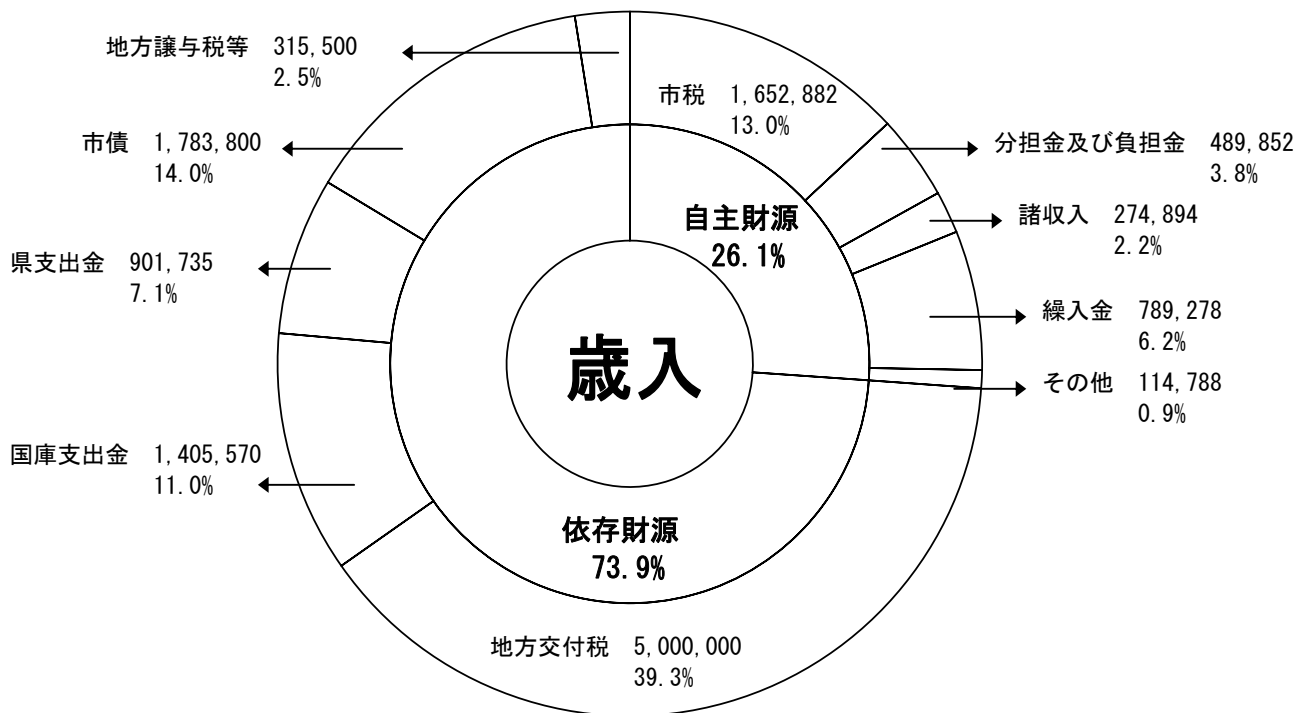 地方譲与税等 315,500
2.5%
市税 1,652,882
13.0%
市債 1,783,800
14.0%
分担金及び負担金 489,852
3.8%
自主財源
26.1%
諸収入 274,894
2.2%
県支出金 901,735
7.1%
繰入金 789,278
6.2%
歳入
その他 114,788
0.9%
国庫支出金 1,405,570
11.0%
依存財源
73.9%
地方交付税 5,000,000
39.3%